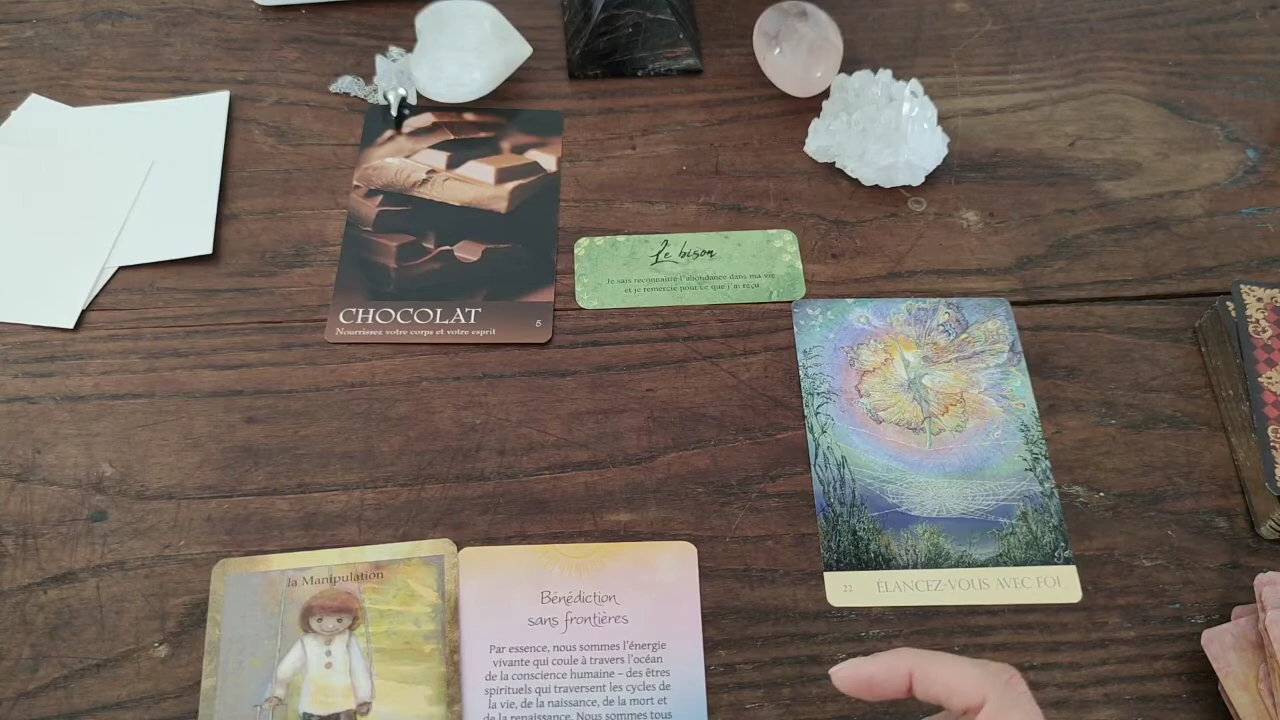 CHOCOLAT
Nourrissez votre corps et votre esprit
5
Le bison
Je sais reconnaître l'abondance dans ma vie
et je remercie pour ce que j'ai reçu
22
ÉLANCEZ-VOUS AVEC FOI
la Manipulation
Bénédiction
sans frontières
Par essence, nous sommes l'énergie
vivante qui coule à travers l'océan
de la conscience humaine – des êtres
spirituels qui traversent les cycles de
la vie, de la naissance, de la mort et
de la renaissance. Nous sommes tous